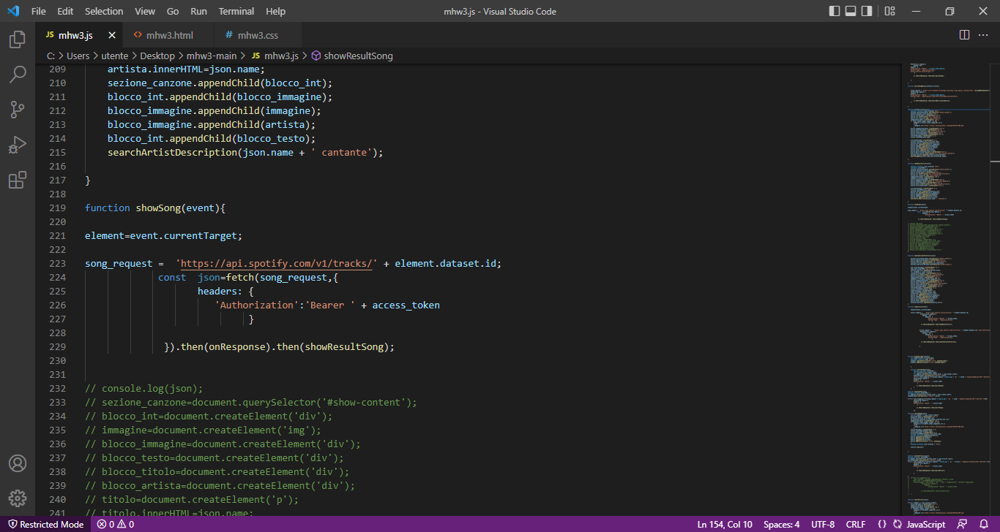 File Edit Selection View Go Run Terminal Help mhw3.js - Visual Studio Code
JS mhw3.js <> mhw3.html # mhw3.css
C: > Users > utente > Desktop > mhw3-main > JS mhw3.js > showResultSong
209 artista.innerHTML=json.name;
210 sezione_canzone.appendChild(blocco_int);
211 blocco_int.appendChild(blocco_immagine);
212 blocco_immagine.appendChild(immagine);
213 blocco_immagine.appendChild(artista);
214 blocco_int.appendChild(blocco_testo);
215 searchArtistDescription(json.name + ' cantante');
216
217 }
218
219 function showSong(event){
220
221 element=event.currentTarget;
222
223 song_request =  'https://api.spotify.com/v1/tracks/' + element.dataset.id;
224 const  json=fetch(song_request,{
225 headers: {
226 'Authorization':'Bearer ' + access_token
227 }
228
229 }).then(onResponse).then(showResultSong);
230
231
232 // console.log(json);
233 // sezione_canzone=document.querySelector('#show-content');
234 // blocco_int=document.createElement('div');
235 // immagine=document.createElement('img');
236 // blocco_immagine=document.createElement('div');
237 // blocco_testo=document.createElement('div');
238 // blocco_titolo=document.createElement('div');
239 // blocco_artista=document.createElement('div');
240 // titolo=document.createElement('p');
241 // titolo.innerHTML=json.name;
Restricted Mode 0 0 Ln 154, Col 10 Spaces: 4 UTF-8 CRLF {} JavaScript